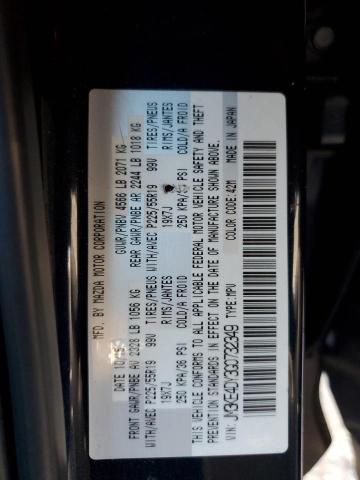 MFD. BY MAZDA MOTOR CORPORATION
DATE 10/ GVWR/PNBV 4566 LB 2071 KG
FRONT GAWR/PNBE AV 2328 LB 1056 KG REAR GAWR/PNBE AR 2244 LB 1018 KG
WITH/AVEC P225/55R19 99V TIRES/PNEUS WITH/AVEC P225/55R19 99V TIRES/PNEUS
19X7J RIMS/JANTES 19X7J RIMS/JANTES
250 KPA/36 PSI COLD/A FROID 250 KPA/ PSI COLD/A FROID
THIS VEHICLE CONFORMS TO ALL APPLICABLE FEDERAL MOTOR VEHICLE SAFETY AND THEFT
PREVENTION STANDARDS IN EFFECT ON THE DATE OF MANUFACTURE SHOWN ABOVE.
TYPE: MPV COLOR CODE: 42M MADE IN JAPAN
VIN: